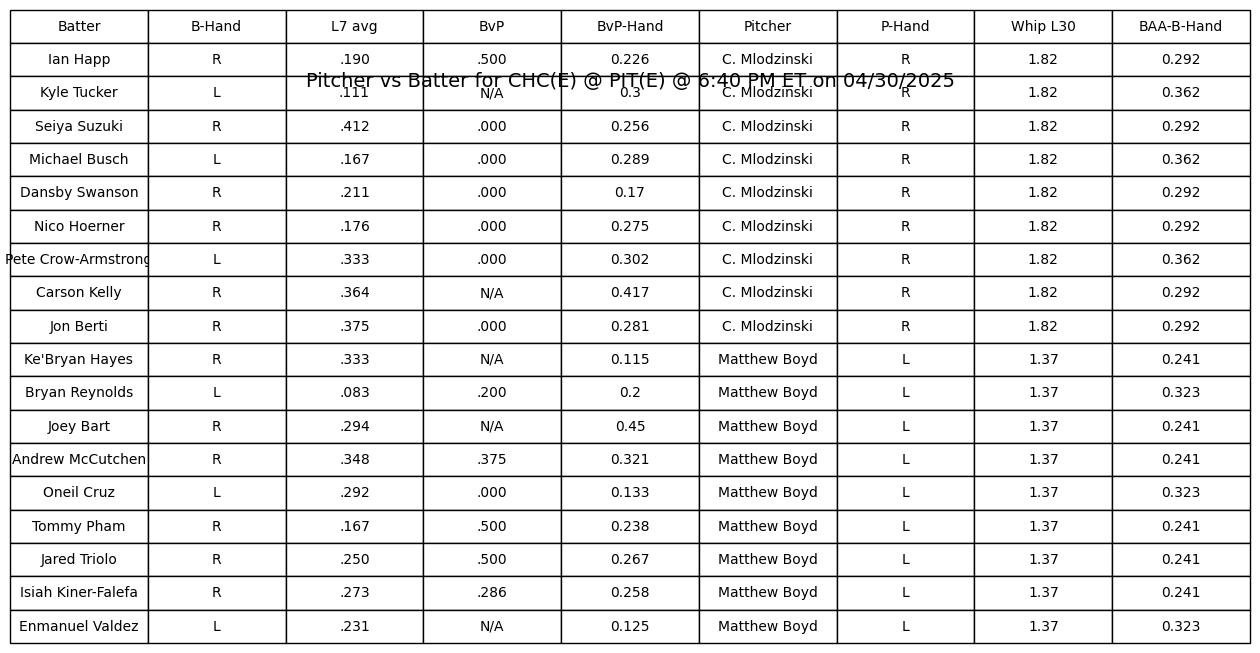 Batter B-Hand L7 avg BvP BvP-Hand Pitcher P-Hand Whip L30 BAA-B-Hand
Ian Happ R .190 .500 0.226 C. Mlodzinski R 1.82 0.292
Pitcher vs Batter for CHC(E) @ PIT(E) @ 6:40 PM ET on 04/30/2025
Kyle Tucker L .111 N/A 0.3 C. Mlodzinski R 1.82 0.362
Seiya Suzuki R .412 .000 0.256 C. Mlodzinski R 1.82 0.292
Michael Busch L .167 .000 0.289 C. Mlodzinski R 1.82 0.362
Dansby Swanson R .211 .000 0.17 C. Mlodzinski R 1.82 0.292
Nico Hoerner R .176 .000 0.275 C. Mlodzinski R 1.82 0.292
Pete Crow-Armstrong L .333 .000 0.302 C. Mlodzinski R 1.82 0.362
Carson Kelly R .364 N/A 0.417 C. Mlodzinski R 1.82 0.292
Jon Berti R .375 .000 0.281 C. Mlodzinski R 1.82 0.292
Ke'Bryan Hayes R .333 N/A 0.115 Matthew Boyd L 1.37 0.241
Bryan Reynolds L .083 .200 0.2 Matthew Boyd L 1.37 0.323
Joey Bart R .294 N/A 0.45 Matthew Boyd L 1.37 0.241
Andrew McCutchen R .348 .375 0.321 Matthew Boyd L 1.37 0.241
Oneil Cruz L .292 .000 0.133 Matthew Boyd L 1.37 0.323
Tommy Pham R .167 .500 0.238 Matthew Boyd L 1.37 0.241
Jared Triolo R .250 .500 0.267 Matthew Boyd L 1.37 0.241
Isiah Kiner-Falefa R .273 .286 0.258 Matthew Boyd L 1.37 0.241
Enmanuel Valdez L .231 N/A 0.125 Matthew Boyd L 1.37 0.323